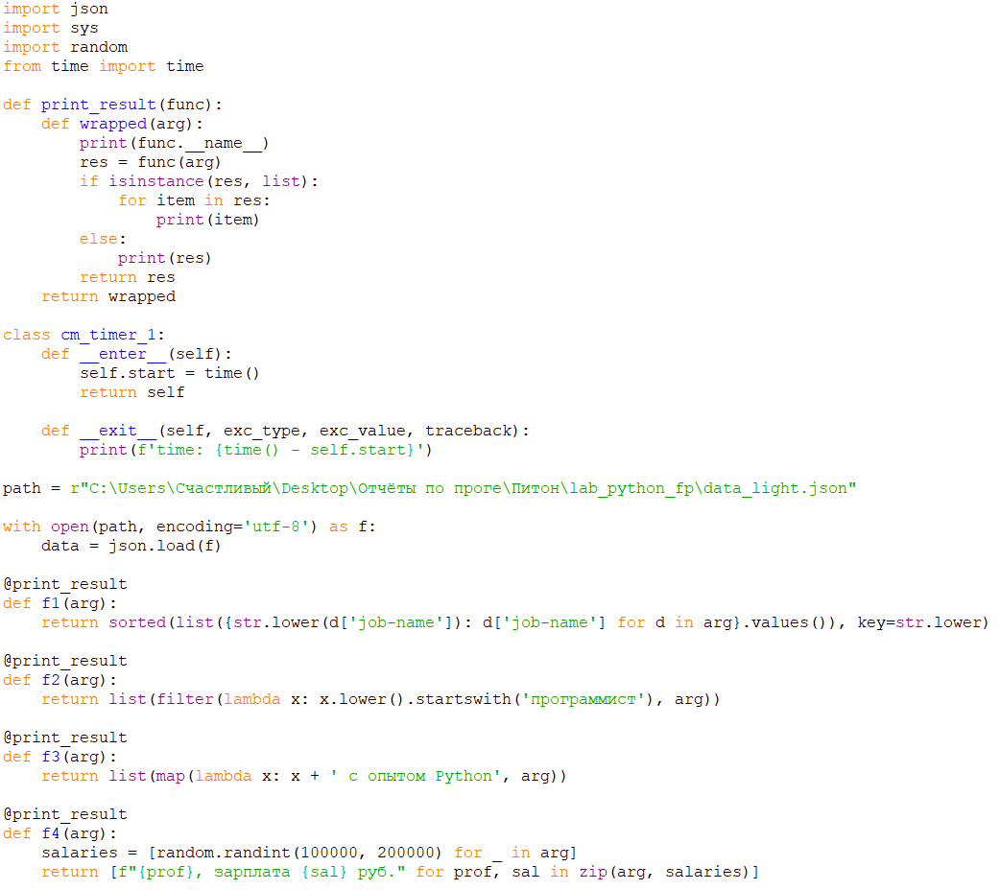 import json
import sys
import random
from time import time

def print_result(func):
    def wrapped(arg):
        print(func.__name__)
        res = func(arg)
        if isinstance(res, list):
            for item in res:
                print(item)
        else:
            print(res)
        return res
    return wrapped

class cm_timer_1:
    def __enter__(self):
        self.start = time()
        return self

    def __exit__(self, exc_type, exc_value, traceback):
        print(f'time: {time() - self.start}')

path = r"C:\Users\Счастливый\Desktop\Отчёты по проге\Питон\lab_python_fp\data_light.json"

with open(path, encoding='utf-8') as f:
    data = json.load(f)

@print_result
def f1(arg):
    return sorted(list({str.lower(d['job-name']): d['job-name'] for d in arg}.values()), key=str.lower)

@print_result
def f2(arg):
    return list(filter(lambda x: x.lower().startswith('программист'), arg))

@print_result
def f3(arg):
    return list(map(lambda x: x + ' с опытом Python', arg))

@print_result
def f4(arg):
    salaries = [random.randint(100000, 200000) for _ in arg]
    return [f"{prof}, зарплата {sal} руб." for prof, sal in zip(arg, salaries)]